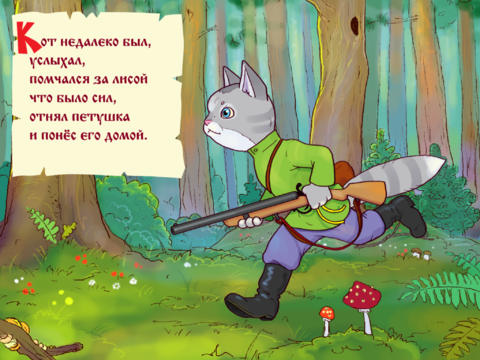 Кот недалеко был,
услыхал,
помчался за лисой
что было сил,
отнял петушка
и понёс его домой.